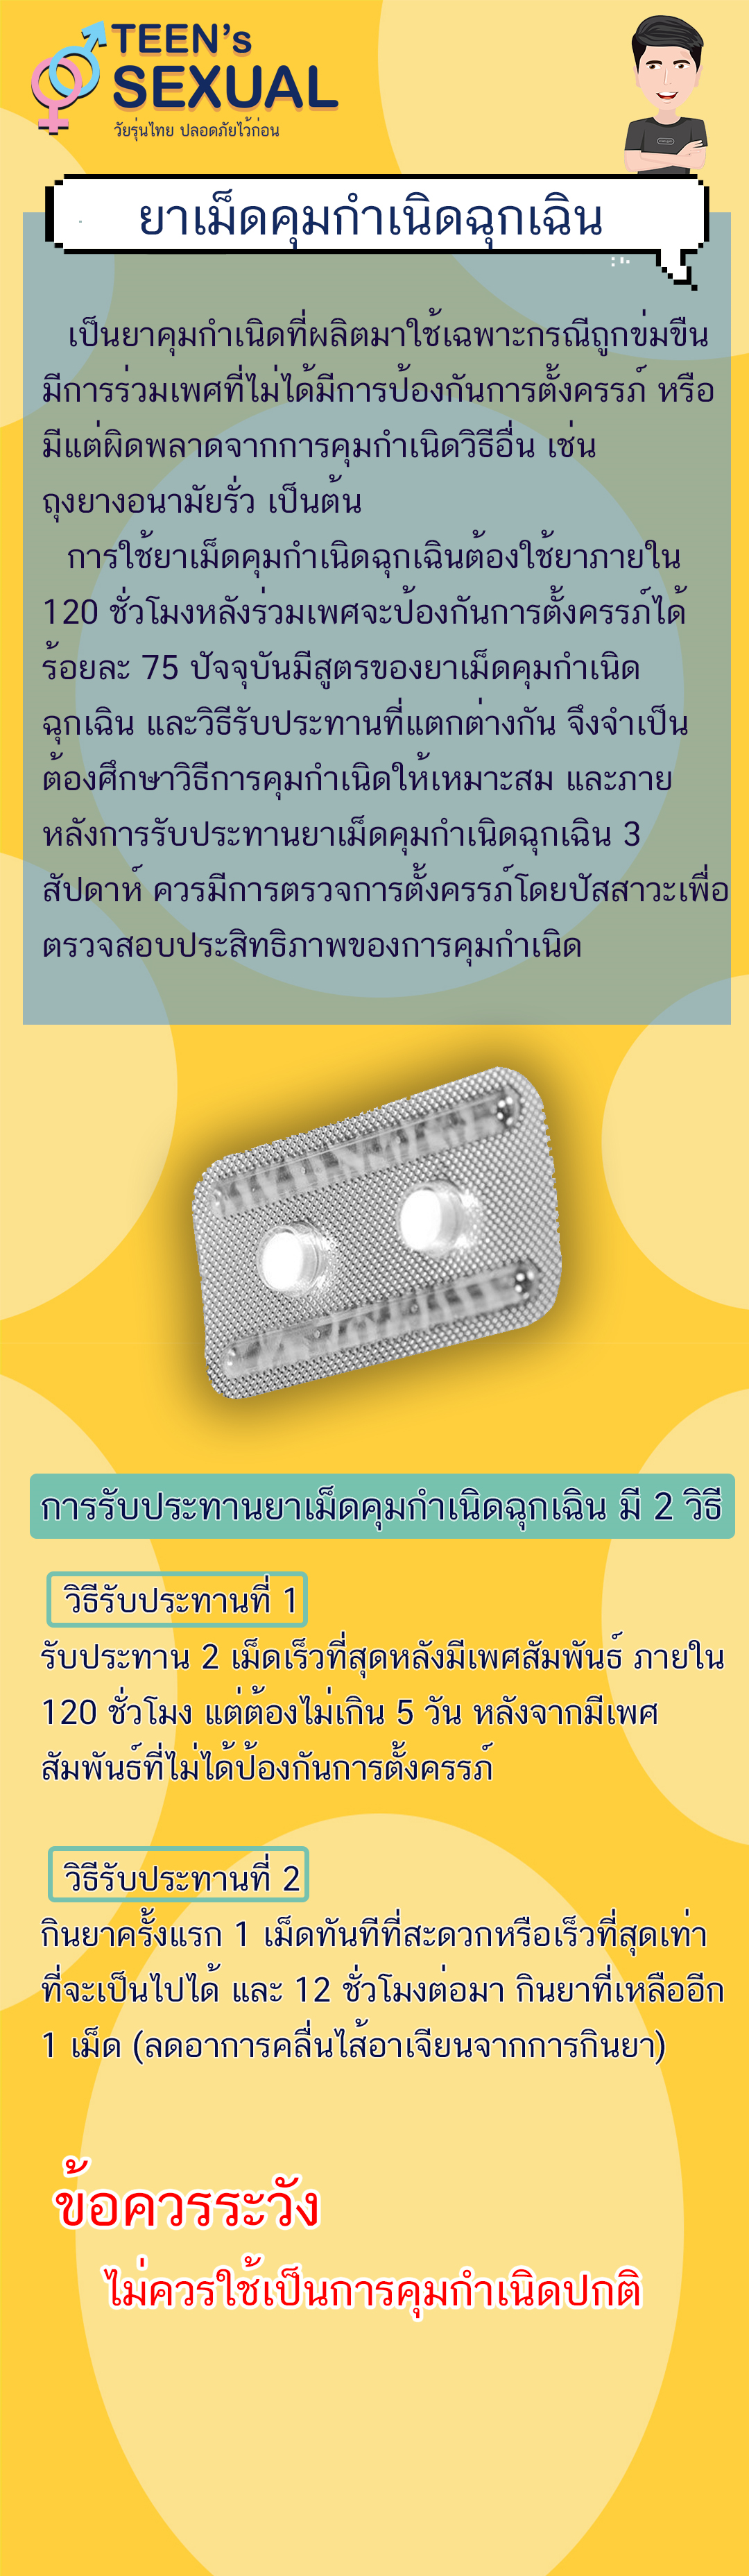 TEEN's
SEXUAL
วัยรุ่นไทย ปลอดภัยไว้ก่อน
ยาเม็ดคุมกำเนิดฉุกเฉิน
เป็นยาคุมกำเนิดที่ผลิตมาใช้เฉพาะกรณีถูกข่มขืน
มีการร่วมเพศที่ไม่ได้มีการป้องกันการตั้งครรภ์ หรือ
มีแต่ผิดพลาดจากการคุมกำเนิดวิธีอื่น เช่น
ถุงยางอนามัยรั่ว เป็นต้น
การใช้ยาเม็ดคุมกำเนิดฉุกเฉินต้องใช้ยาภายใน
120 ชั่วโมงหลังร่วมเพศจะป้องกันการตั้งครรภ์ได้
ร้อยละ 75 ปัจจุบันมีสูตรของยาเม็ดคุมกำเนิด
ฉุกเฉิน และวิธีรับประทานที่แตกต่างกัน จึงจำเป็น
ต้องศึกษาวิธีการคุมกำเนิดให้เหมาะสม และภาย
หลังการรับประทานยาเม็ดคุมกำเนิดฉุกเฉิน 3
สัปดาห์ ควรมีการตรวจการตั้งครรภ์โดยปัสสาวะเพื่อ
ตรวจสอบประสิทธิภาพของการคุมกำเนิด
การรับประทานยาเม็ดคุมกำเนิดฉุกเฉิน มี 2 วิธี
วิธีรับประทานที่ 1
รับประทาน 2 เม็ดเร็วที่สุดหลังมีเพศสัมพันธ์ ภายใน
120 ชั่วโมง แต่ต้องไม่เกิน 5 วัน หลังจากมีเพศ
สัมพันธ์ที่ไม่ได้ป้องกันการตั้งครรภ์
วิธีรับประทานที่ 2
กินยาครั้งแรก 1 เม็ดทันทีที่สะดวกหรือเร็วที่สุดเท่า
ที่จะเป็นไปได้ และ 12 ชั่วโมงต่อมา กินยาที่เหลืออีก
1 เม็ด (ลดอาการคลื่นไส้อาเจียนจากการกินยา)
ข้อควรระวัง
ไม่ควรใช้เป็นการคุมกำเนิดปกติ